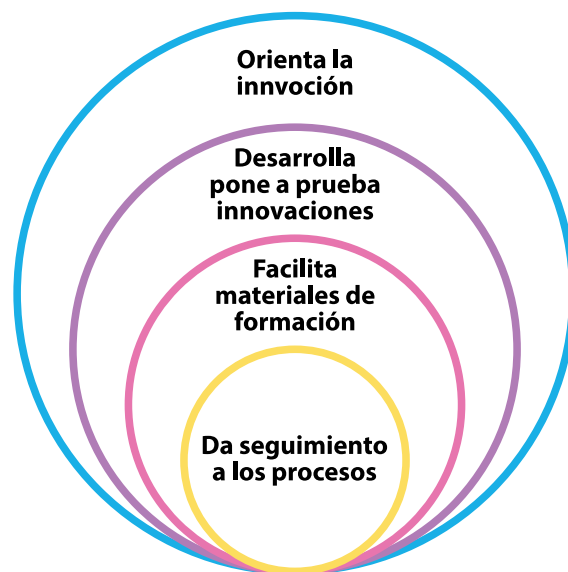 Orienta la
innvoción
Desarrolla
pone a prueba
innovaciones
Facilita
materiales de
formación
Da seguimiento
a los procesos